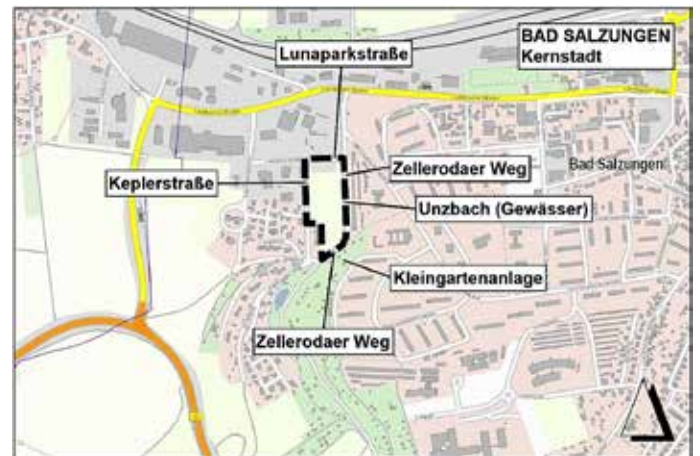 BAD SALZUNGEN
Kernstadt
Lunaparkstraße
Zellerodaer Weg
Bad Salzungen
Keplerstraße
Unzbach (Gewässer)
Kleingartenanlage
Zellerodaer Weg